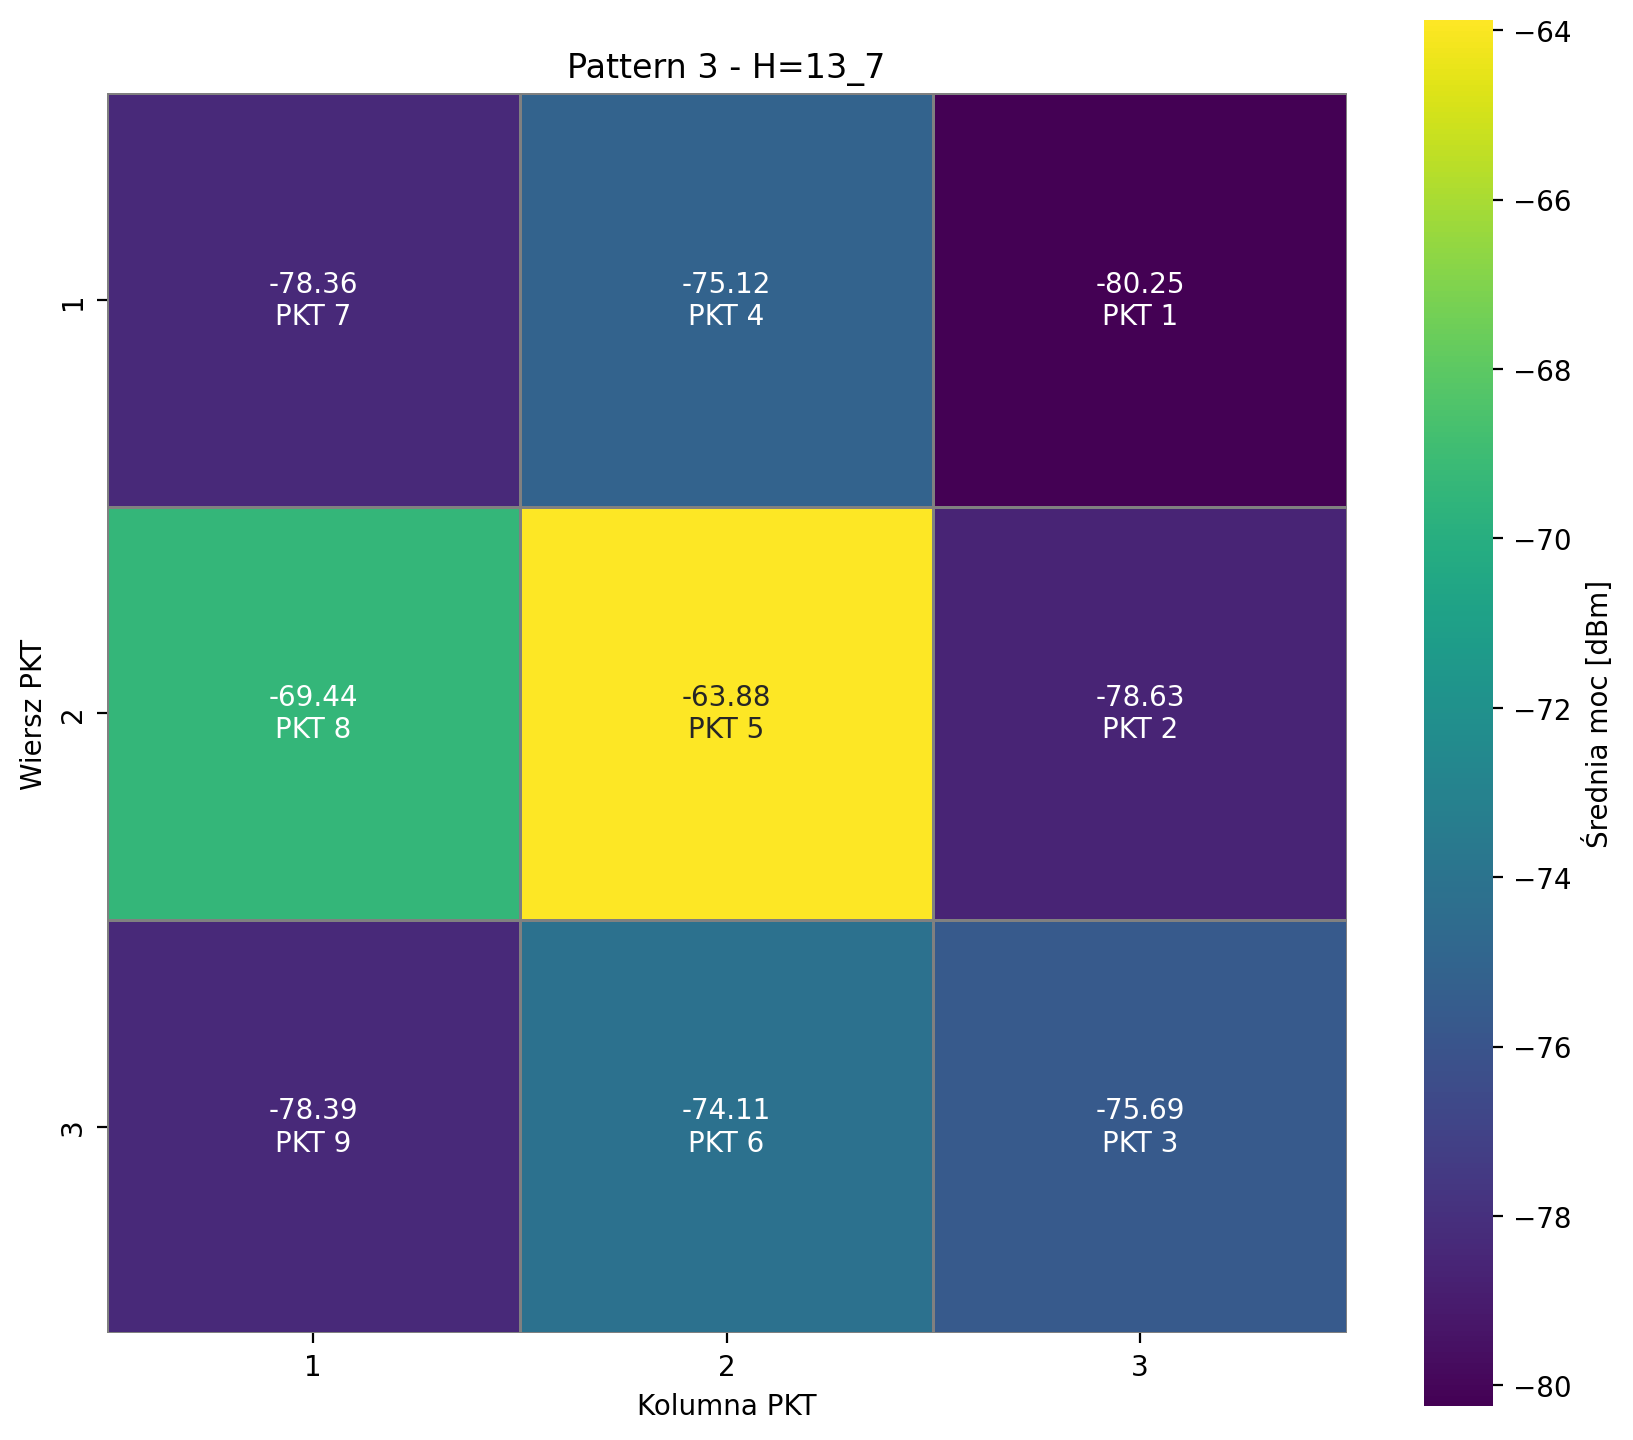 Pattern 3 - H=13_7
-78.36
PKT 7
-75.12
PKT 4
-80.25
PKT 1
-69.44
PKT 8
-63.88
PKT 5
-78.63
PKT 2
-78.39
PKT 9
-74.11
PKT 6
-75.69
PKT 3
1
2
3
Wiersz PKT
1
2
3
Kolumna PKT
−64
−66
−68
−70
−72
−74
−76
−78
−80
Średnia moc [dBm]